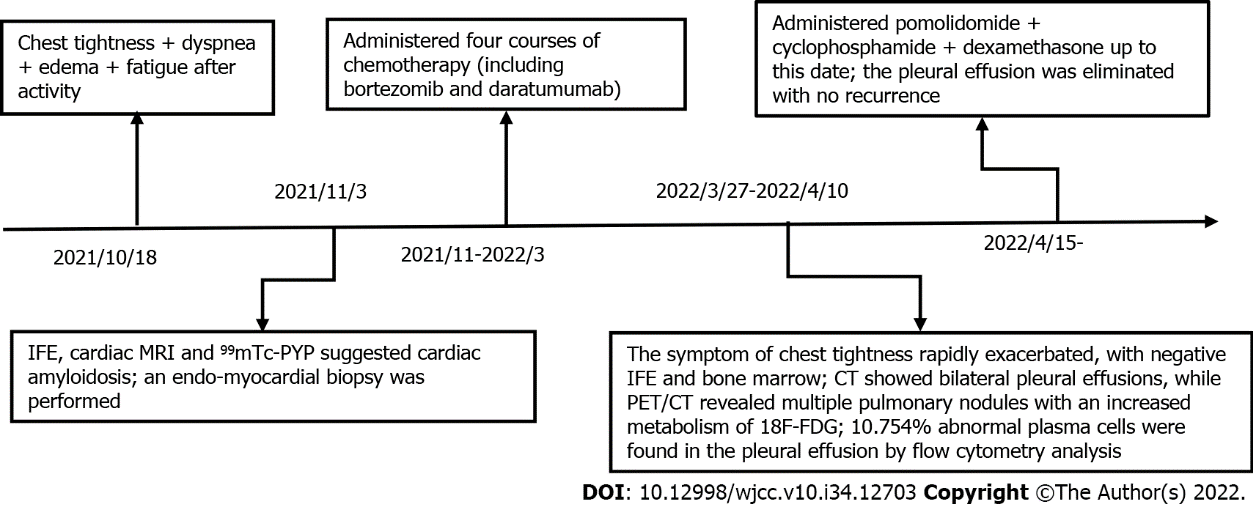 Chest tightness + dyspnea
+ edema + fatigue after
activity
Administered four courses of
chemotherapy (including
bortezomib and daratumumab)
Administered pomolidomide +
cyclophosphamide + dexamethasone up to
this date; the pleural effusion was eliminated
with no recurrence
2021/11/3
2022/3/27-2022/4/10
2021/10/18
2021/11-2022/3
2022/4/15-
IFE, cardiac MRI and ⁹⁹mTc-PYP suggested cardiac
amyloidosis; an endo-myocardial biopsy was
performed
The symptom of chest tightness rapidly exacerbated, with negative
IFE and bone marrow; CT showed bilateral pleural effusions, while
PET/CT revealed multiple pulmonary nodules with an increased
metabolism of 18F-FDG; 10.754% abnormal plasma cells were
found in the pleural effusion by flow cytometry analysis
DOI: 10.12998/wjcc.v10.i34.12703 Copyright ©The Author(s) 2022.